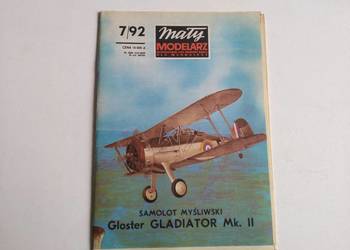 7/92
mały
MODELARZ
SAMOLOT MYŚLIWSKI
Gloster GLADIATOR Mk. II